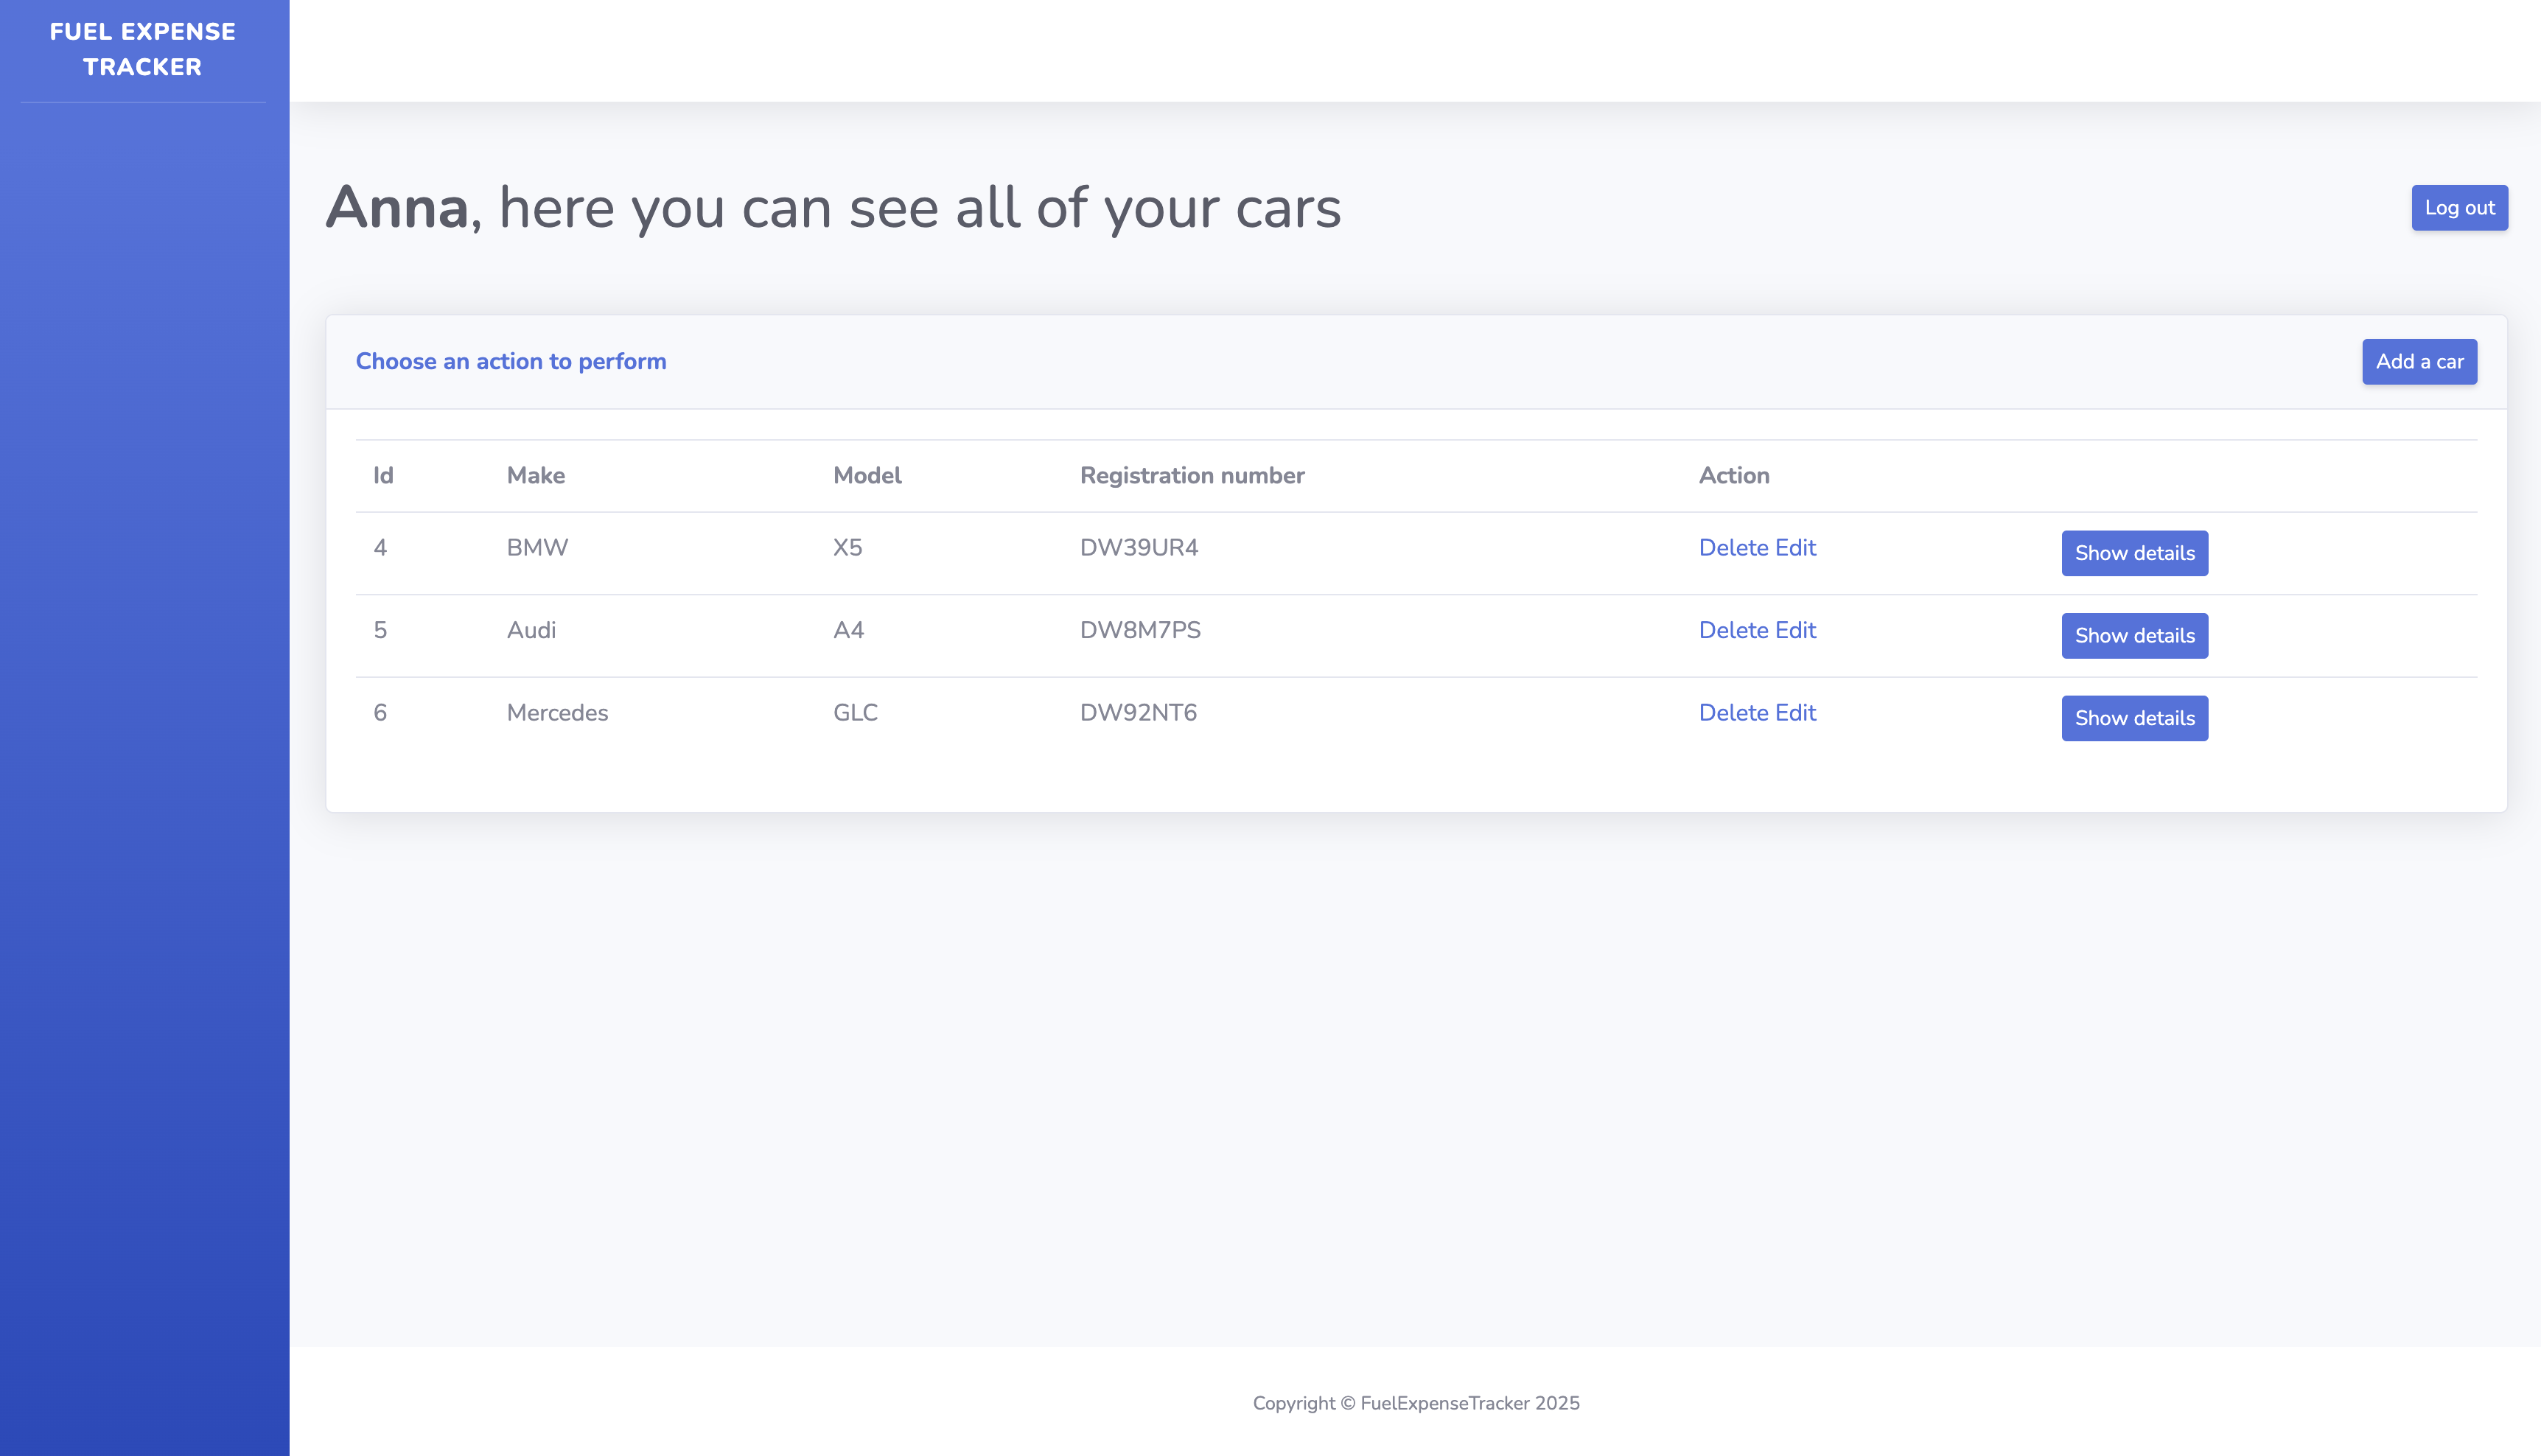 FUEL EXPENSE
TRACKER
Anna, here you can see all of your cars
Log out
Choose an action to perform
Add a car
Id Make Model Registration number Action
4 BMW X5 DW39UR4 Delete Edit Show details
5 Audi A4 DW8M7PS Delete Edit Show details
6 Mercedes GLC DW92NT6 Delete Edit Show details
Copyright © FuelExpenseTracker 2025